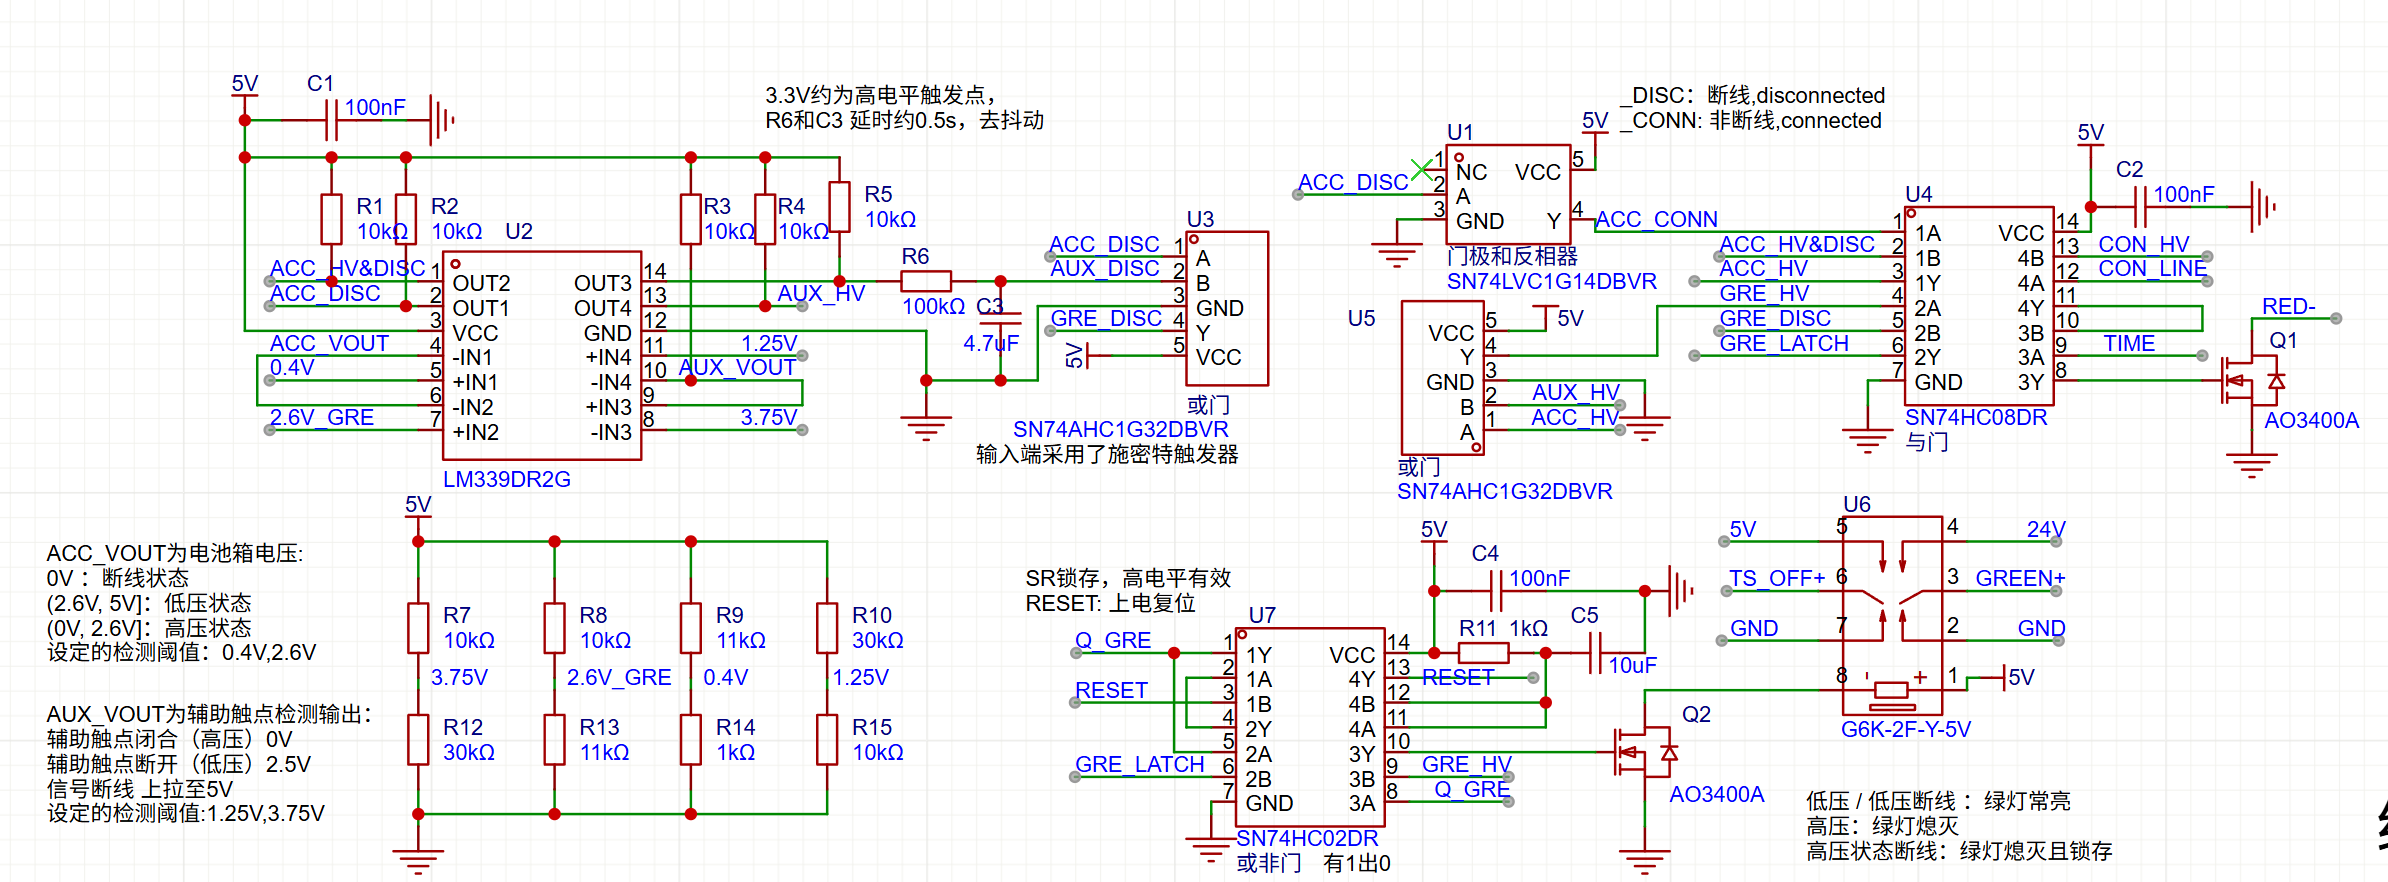 5V
C1
100nF
3.3V约为高电平触发点，
R6和C3 延时约0.5s，去抖动
R1
10kΩ
R2
10kΩ
U2
R3
10kΩ
R4
10kΩ
R5
10kΩ
ACC_HV&DISC
1
OUT2
OUT3
14
ACC_DISC
2
OUT1
OUT4
13
AUX_HV
3
VCC
GND
12
ACC_VOUT
4
-IN1
+IN4
11
1.25V
0.4V
5
+IN1
-IN4
10
AUX_VOUT
6
-IN2
+IN3
9
2.6V_GRE
7
+IN2
-IN3
8
3.75V
LM339DR2G
R6
100kΩ
C3
4.7uF
U3
ACC_DISC
1
A
AUX_DISC
2
B
3
GND
GRE_DISC
4
Y
5V
5
VCC
或门
SN74AHC1G32DBVR
输入端采用了施密特触发器
_DISC：断线,disconnected
_CONN: 非断线,connected
U1
5V
1
NC
VCC
5
ACC_DISC
2
A
3
GND
Y
4
ACC_CONN
门极和反相器
SN74LVC1G14DBVR
U5
VCC
5
5V
Y
4
GND
3
B
2
AUX_HV
A
1
ACC_HV
或门
SN74AHC1G32DBVR
5V
C2
100nF
U4
1
1A
VCC
14
ACC_HV&DISC
2
1B
4B
13
CON_HV
ACC_HV
3
1Y
4A
12
CON_LINE
GRE_HV
4
2A
4Y
11
GRE_DISC
5
2B
3B
10
GRE_LATCH
6
2Y
3A
9
TIME
7
GND
3Y
8
SN74HC08DR
与门
RED-
Q1
AO3400A
ACC_VOUT为电池箱电压:
0V ：断线状态
(2.6V, 5V]：低压状态
(0V, 2.6V]：高压状态
设定的检测阈值：0.4V,2.6V
AUX_VOUT为辅助触点检测输出：
辅助触点闭合（高压）0V
辅助触点断开（低压）2.5V
信号断线 上拉至5V
设定的检测阈值:1.25V,3.75V
5V
R7
10kΩ
R8
10kΩ
R9
11kΩ
R10
30kΩ
3.75V
2.6V_GRE
0.4V
1.25V
R12
30kΩ
R13
11kΩ
R14
1kΩ
R15
10kΩ
SR锁存，高电平有效
RESET: 上电复位
5V
C4
100nF
R11
1kΩ
C5
10uF
U7
Q_GRE
1
1Y
VCC
14
2
1A
4Y
13
RESET
RESET
3
1B
4B
12
4
2Y
4A
11
5
2A
3Y
10
GRE_LATCH
6
2B
3B
9
GRE_HV
7
GND
3A
8
Q_GRE
SN74HC02DR
或非门 有1出0
Q2
AO3400A
U6
5V
5
4
24V
TS_OFF+
6
3
GREEN+
GND
7
2
GND
8
-
+
1
5V
G6K-2F-Y-5V
低压 / 低压断线 ：绿灯常亮
高压：绿灯熄灭
高压状态断线：绿灯熄灭且锁存